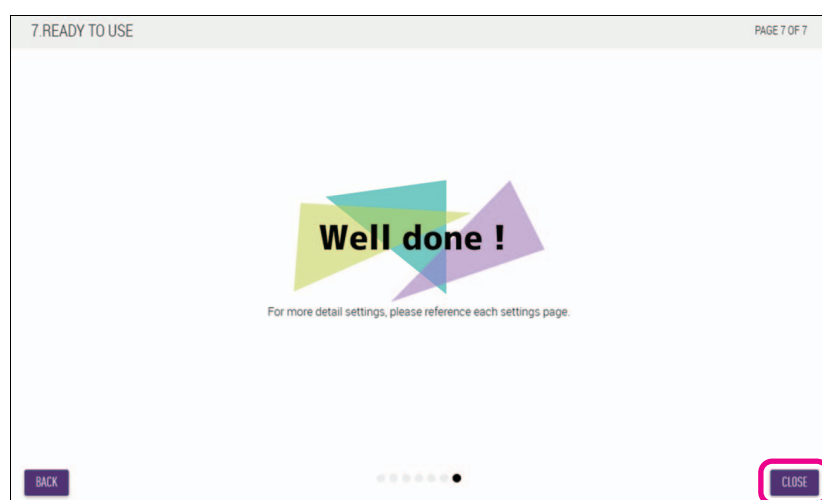 7.READY TO USE
PAGE 7 OF 7
Well done !
For more detail settings, please reference each settings page.
BACK
CLOSE